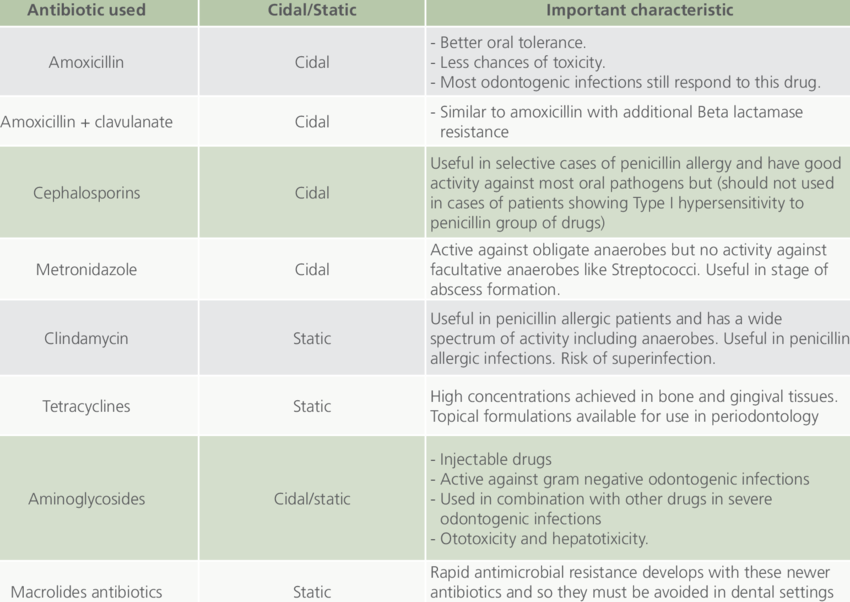 Antibiotic used Cidal/Static Important characteristic
Amoxicillin Cidal
- Better oral tolerance.
- Less chances of toxicity.
- Most odontogenic infections still respond to this drug.
Amoxicillin + clavulanate Cidal
- Similar to amoxicillin with additional Beta lactamase
resistance
Cephalosporins Cidal
Useful in selective cases of penicillin allergy and have good
activity against most oral pathogens but (should not used
in cases of patients showing Type I hypersensitivity to
penicillin group of drugs)
Metronidazole Cidal
Active against obligate anaerobes but no activity against
facultative anaerobes like Streptococci. Useful in stage of
abscess formation.
Clindamycin Static
Useful in penicillin allergic patients and has a wide
spectrum of activity including anaerobes. Useful in penicillin
allergic infections. Risk of superinfection.
Tetracyclines Static
High concentrations achieved in bone and gingival tissues.
Topical formulations available for use in periodontology
Aminoglycosides Cidal/static
- Injectable drugs
- Active against gram negative odontogenic infections
- Used in combination with other drugs in severe
odontogenic infections
- Ototoxicity and hepatotixicity.
Macrolides antibiotics Static
Rapid antimicrobial resistance develops with these newer
antibiotics and so they must be avoided in dental settings